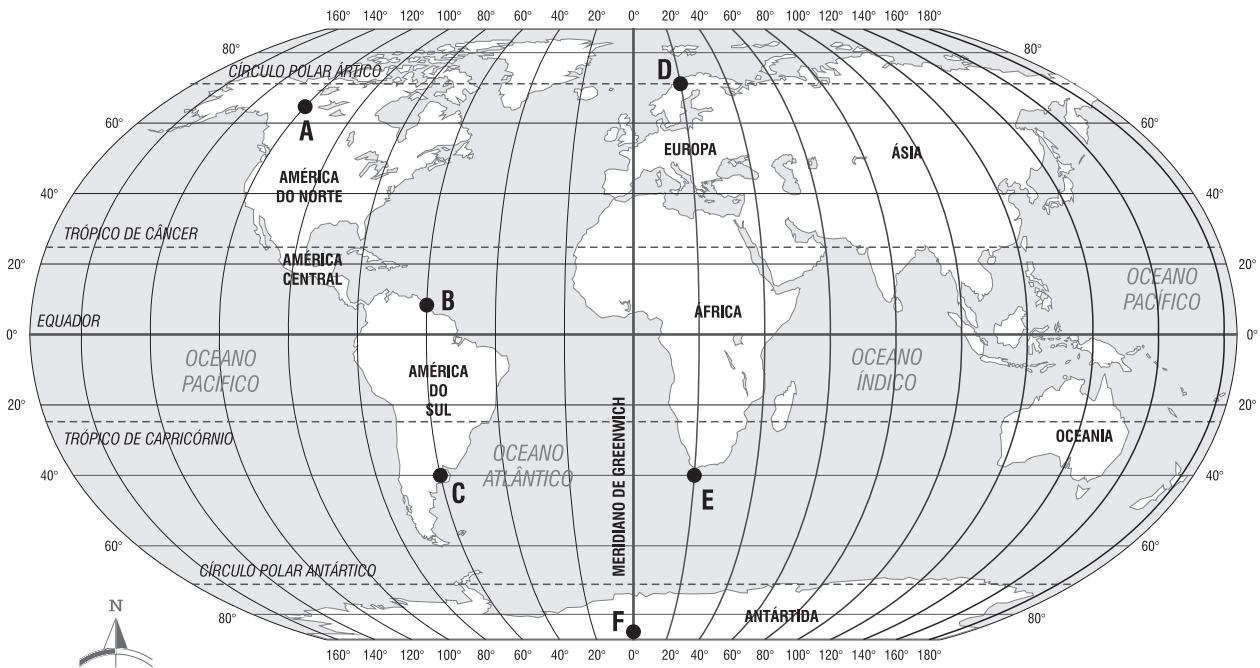 160° 140° 120° 100° 80° 60° 40° 20° 0° 20° 40° 60° 80° 100° 120° 140° 160° 180°
80° 80°
CÍRCULO POLAR ÁRTICO
D
A
60° 60°
EUROPA
ÁSIA
AMÉRICA
DO NORTE
40° 40°
TRÓPICO DE CÂNCER
AMÉRICA
CENTRAL
20° 20°
OCEANO
PACÍFICO
B
ÁFRICA
EQUADOR
0° 0°
OCEANO
PACÍFICO
AMÉRICA
DO
SUL
OCEANO
ÍNDICO
20° 20°
TRÓPICO DE CAPRICÓRNIO
OCEANIA
OCEANO
ATLÂNTICO
MERIDIANO DE GREENWICH
40° 40°
C
E
60° 60°
CÍRCULO POLAR ANTÁRTICO
N
80° 80°
F
ANTÁRTIDA
160° 140° 120° 100° 80° 60° 40° 20° 0° 20° 40° 60° 80° 100° 120° 140° 160° 180°